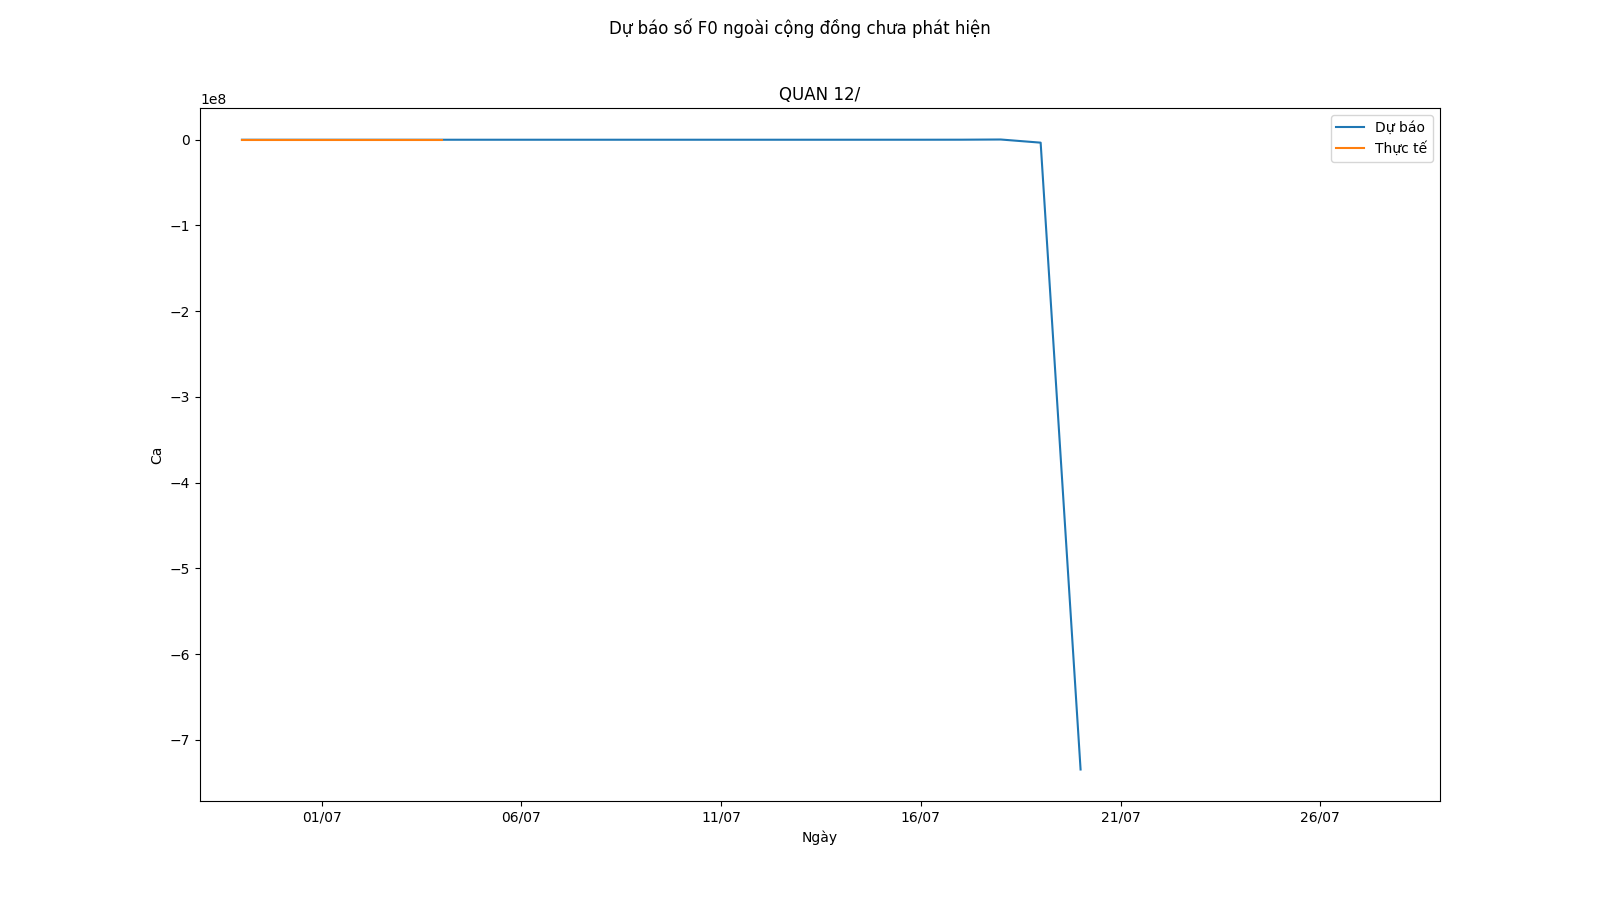 Dự báo số F0 ngoài cộng đồng chưa phát hiện
QUAN 12/
1e8
Dự báo
Thực tế
0
−1
−2
−3
−4
−5
−6
−7
Ca
01/07
06/07
11/07
16/07
21/07
26/07
Ngày